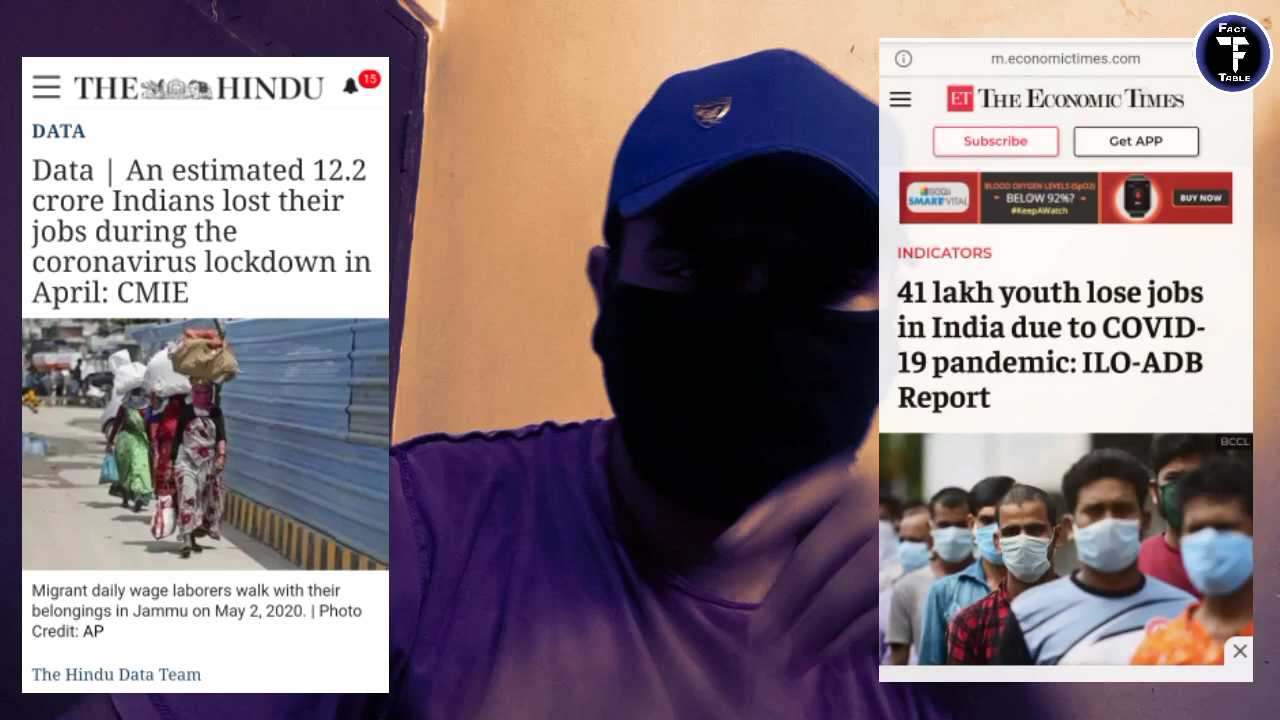 THE HINDU
15
DATA
Data | An estimated 12.2
crore Indians lost their
jobs during the
coronavirus lockdown in
April: CMIE
Migrant daily wage laborers walk with their
belongings in Jammu on May 2, 2020. | Photo
Credit: AP
The Hindu Data Team
m.economictimes.com
ET THE ECONOMIC TIMES
Subscribe
Get APP
GOQii
SMART VITAL
BLOOD OXYGEN LEVELS (SpO2)
BELOW 92%?
#KeepAWatch
BUY NOW
INDICATORS
41 lakh youth lose jobs
in India due to COVID-
19 pandemic: ILO-ADB
Report
BCCL
FACT
TABLE